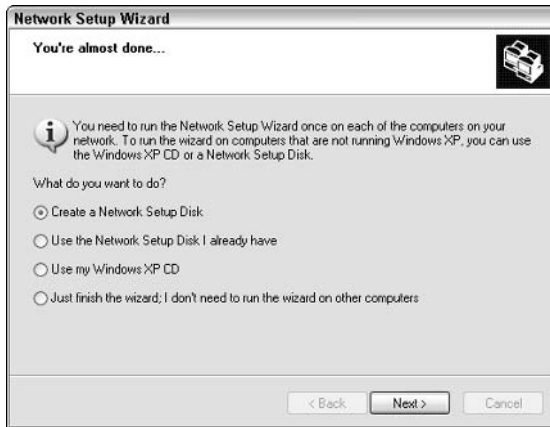 Network Setup Wizard
You're almost done...
You need to run the Network Setup Wizard once on each of the computers on your
network. To run the wizard on computers that are not running Windows XP, you can use
the Windows XP CD or a Network Setup Disk.
What do you want to do?
Create a Network Setup Disk
Use the Network Setup Disk I already have
Use my Windows XP CD
Just finish the wizard; I don't need to run the wizard on other computers
< Back Next > Cancel